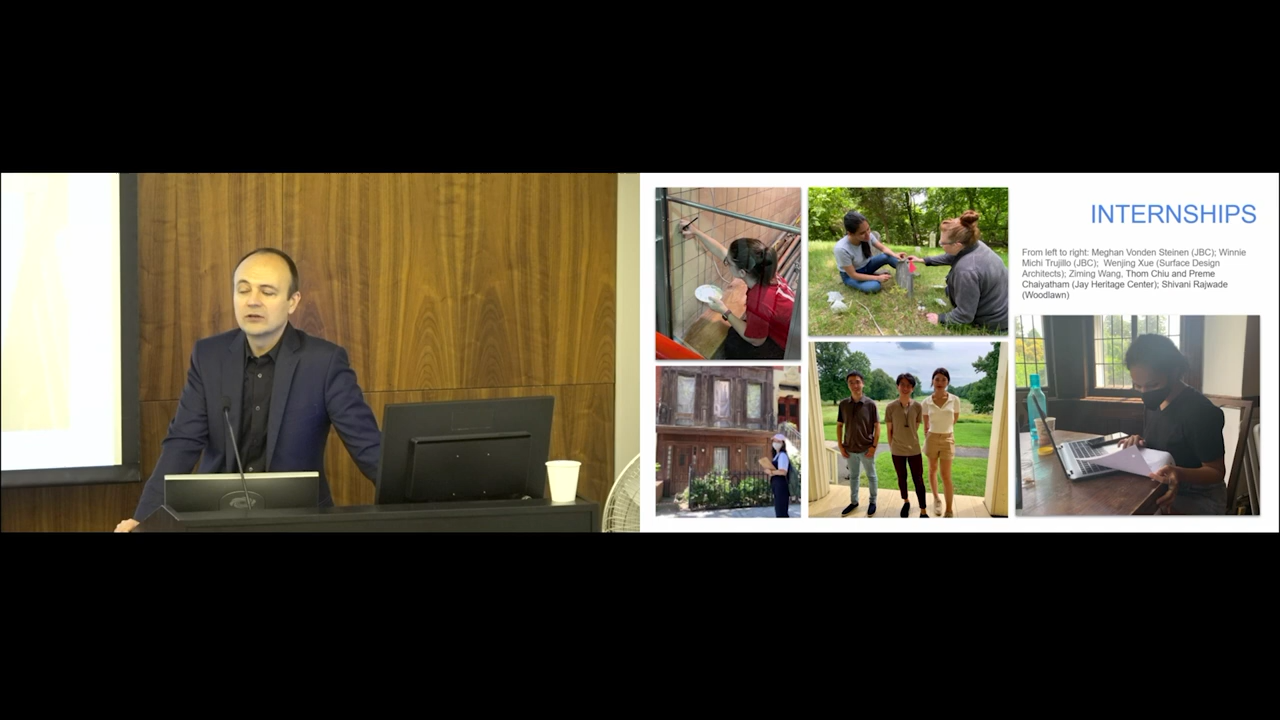 INTERNSHIPS
From left to right: Meghan Vonden Steinen (JBC); Winnie
Michi Trujillo (JBC); Wenjing Xue (Surface Design
Architects); Ziming Wang, Thom Chiu and Preme
Chaiyatham (Jay Heritage Center); Shivani Rajwade
(Woodlawn)